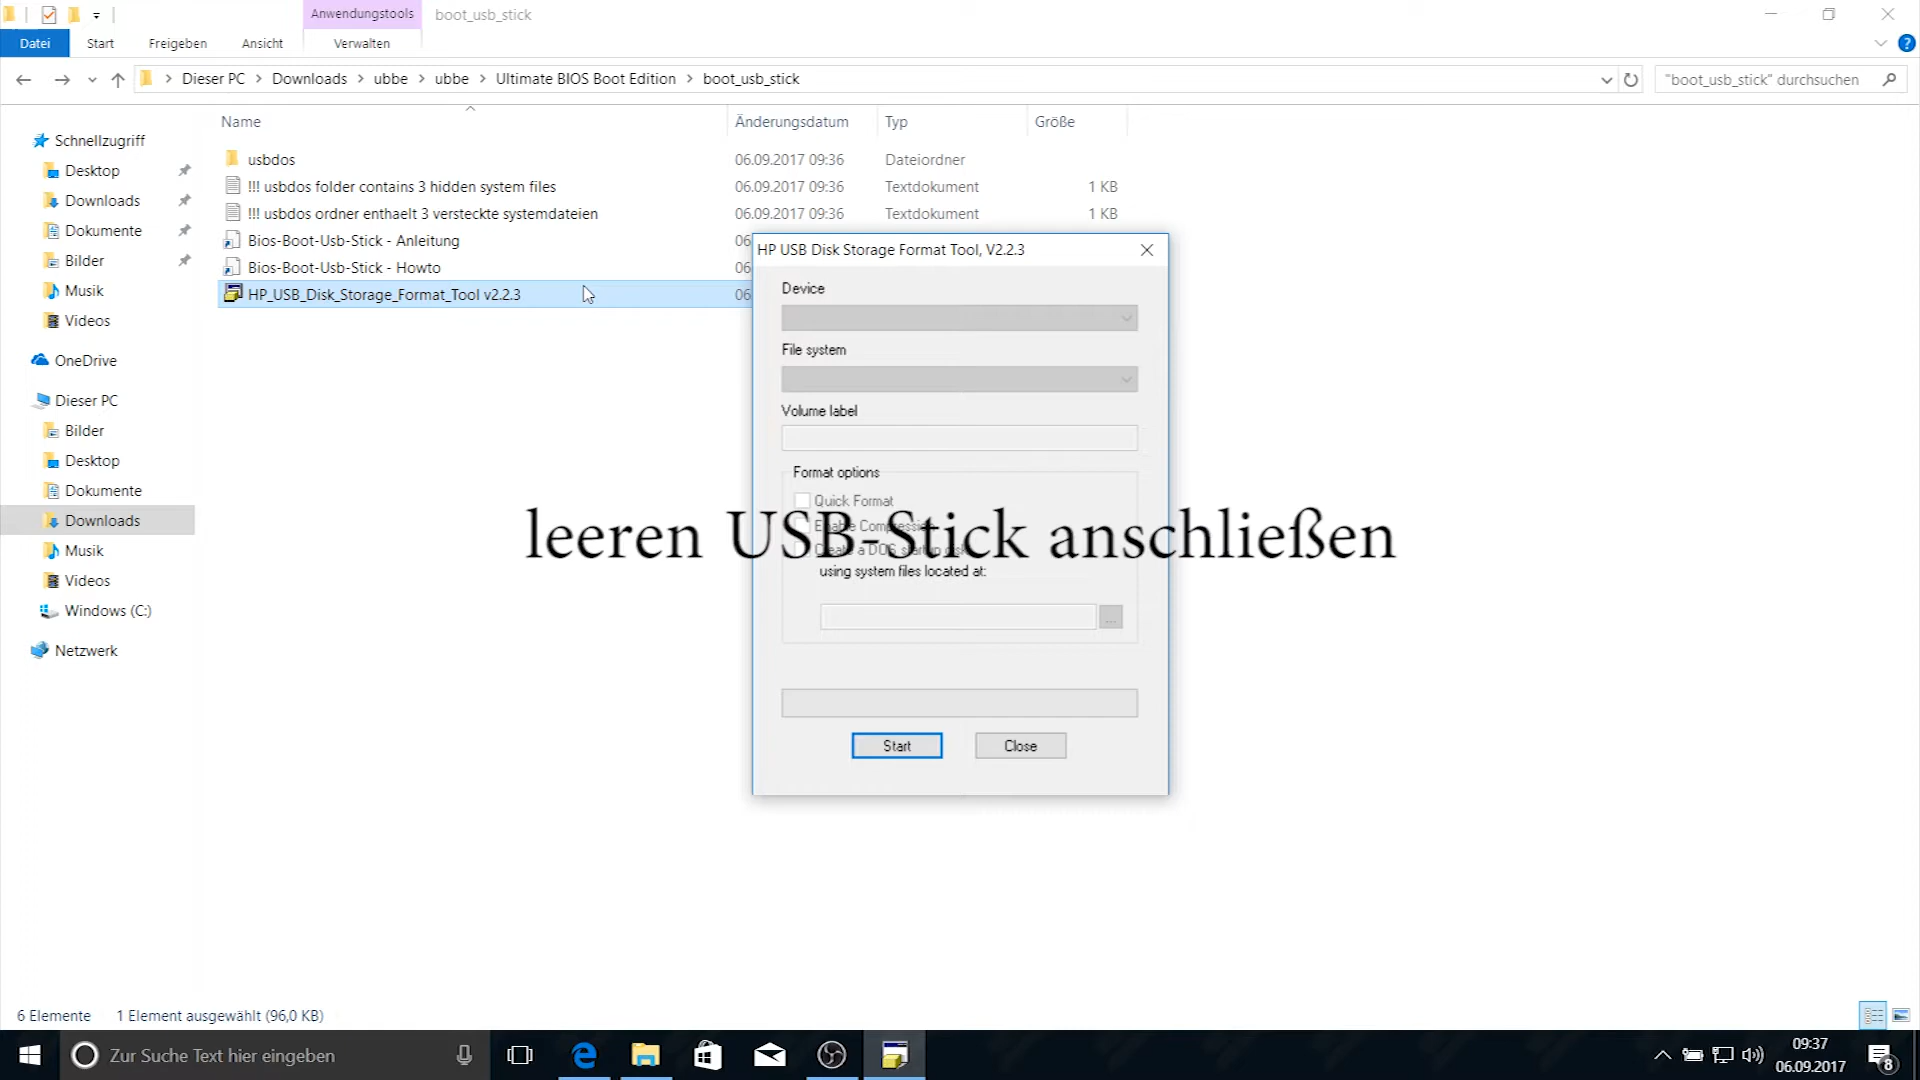 Anwendungstools
boot_usb_stick
Datei
Start
Freigeben
Ansicht
Verwalten
Dieser PC
Downloads
ubbe
ubbe
Ultimate BIOS Boot Edition
boot_usb_stick
"boot_usb_stick" durchsuchen
Name
Änderungsdatum
Typ
Größe
Schnellzugriff
Desktop
Downloads
Dokumente
Bilder
Musik
Videos
OneDrive
Dieser PC
Bilder
Desktop
Dokumente
Downloads
Musik
Videos
Windows (C:)
Netzwerk
usbdos 06.09.2017 09:36 Dateiordner
!!! usbdos folder contains 3 hidden system files 06.09.2017 09:36 Textdokument 1 KB
!!! usbdos ordner enthaelt 3 versteckte systemdateien 06.09.2017 09:36 Textdokument 1 KB
Bios-Boot-Usb-Stick - Anleitung 06
Bios-Boot-Usb-Stick - Howto 06
HP_USB_Disk_Storage_Format_Tool v2.2.3 06
HP USB Disk Storage Format Tool, V2.2.3
Device
File system
Volume label
Format options
Quick Format
Enable Compression
Create a DOS startup disk
using system files located at:
...
Start
Close
leeren USB-Stick anschließen
6 Elemente
1 Element ausgewählt (96,0 KB)
Zur Suche Text hier eingeben
09:37
06.09.2017
8